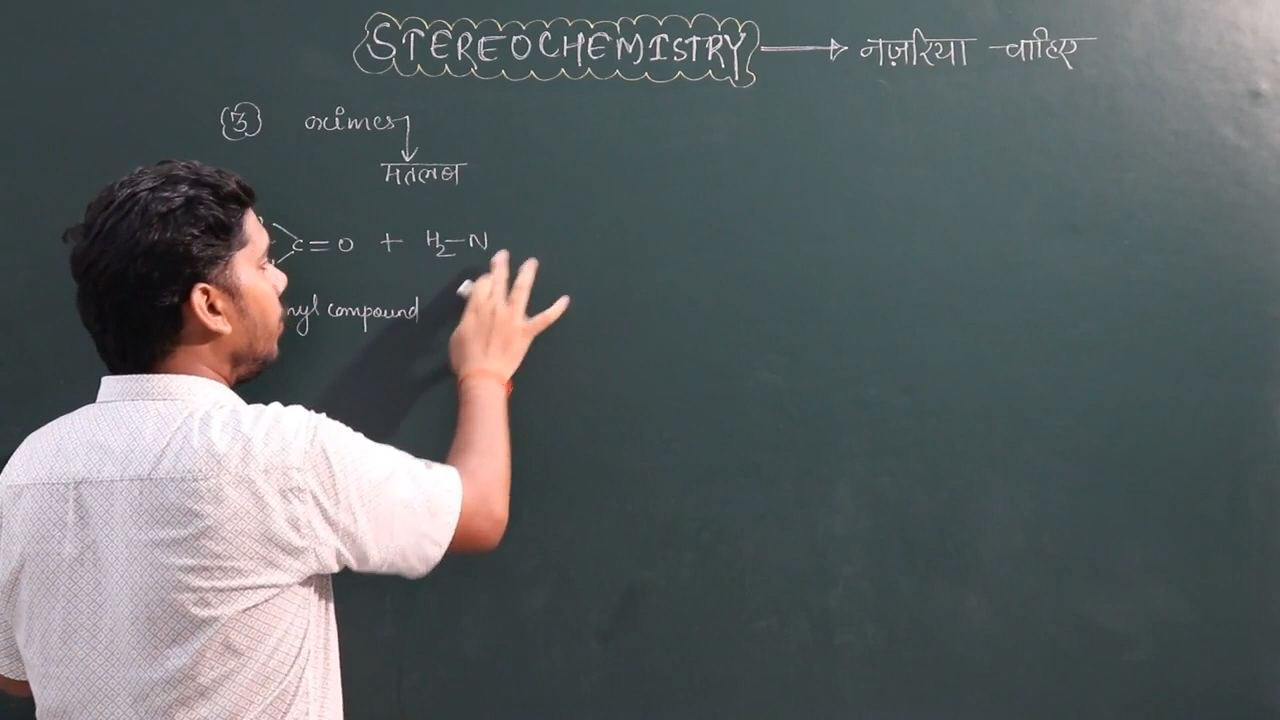 STEREOCHEMISTRY → नज़रिया चाहिए
{3} oximes
मतलब
C=O + H2-N
nyl compound